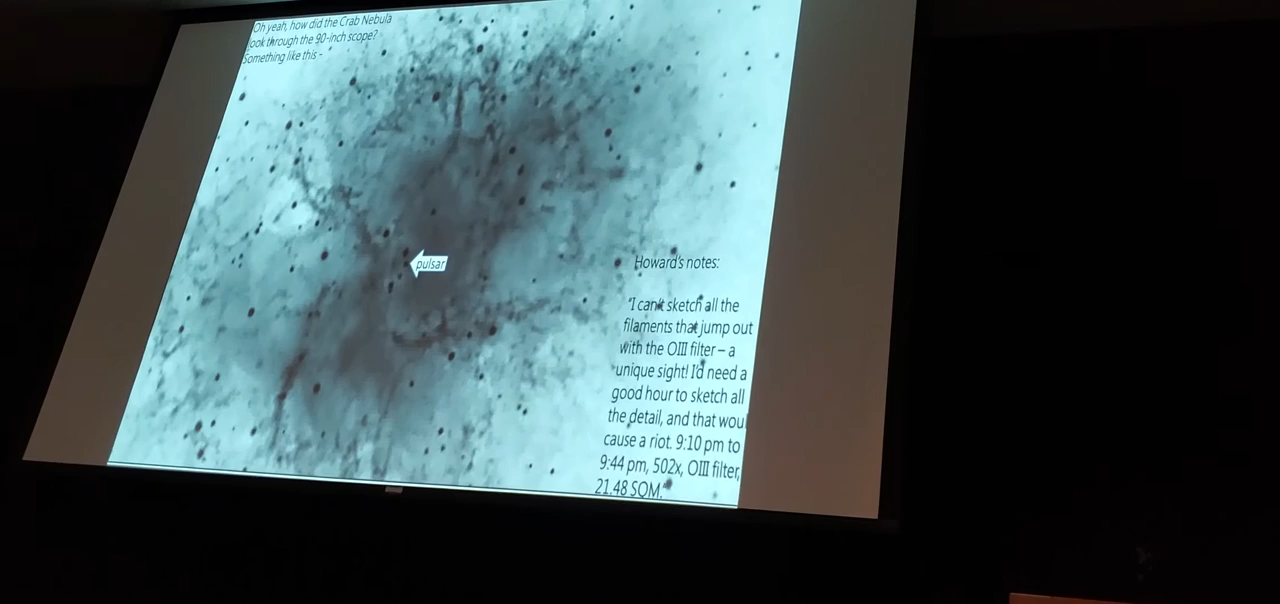 Oh yeah, how did the Crab Nebula
ook through the 90-inch scope?
Something like this -
pulsar
Howard's notes:
"I can't sketch all the
filaments that jump out
with the OIII filter – a
unique sight! I'd need a
good hour to sketch all
the detail, and that woul
cause a riot. 9:10 pm to
9:44 pm, 502x, OIII filter,
21.48 SQM."